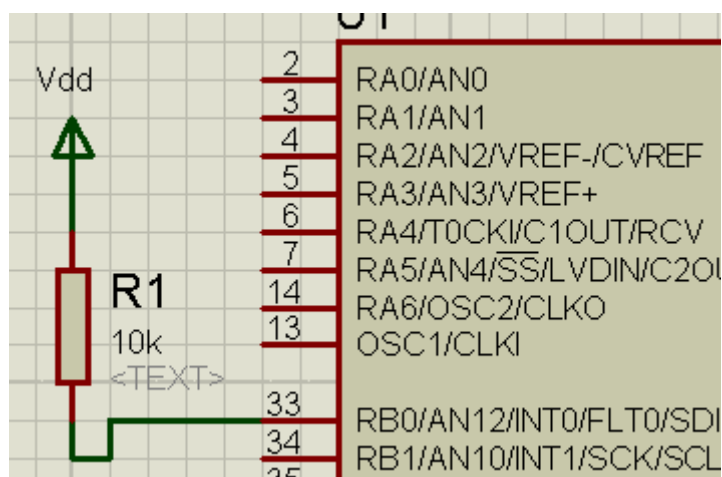 U1
Vdd
2
RA0/AN0
3
RA1/AN1
4
RA2/AN2/VREF-/CVREF
5
RA3/AN3/VREF+
6
RA4/T0CKI/C1OUT/RCV
7
RA5/AN4/SS/LVDIN/C2OU
14
RA6/OSC2/CLKO
13
OSC1/CLKI
R1
10k
<TEXT>
33
RB0/AN12/INT0/FLT0/SDI
34
RB1/AN10/INT1/SCK/SCL
35